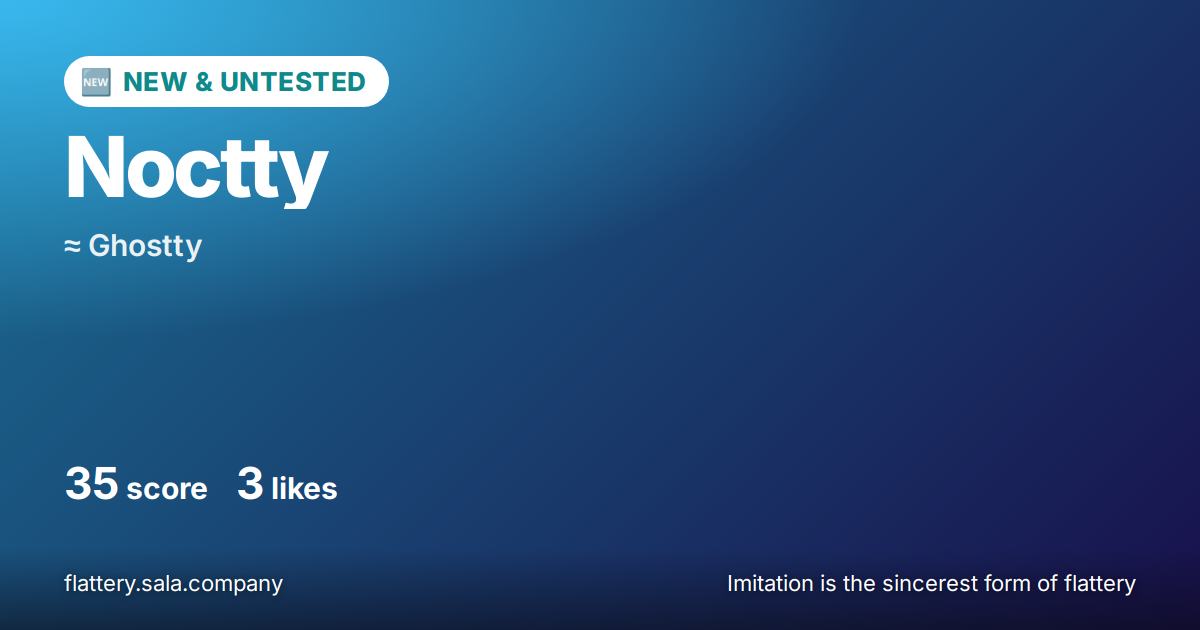 🆕 NEW & UNTESTED
Noctty
≈ Ghostty
35 score 3 likes
flattery.sala.company
Imitation is the sincerest form of flattery